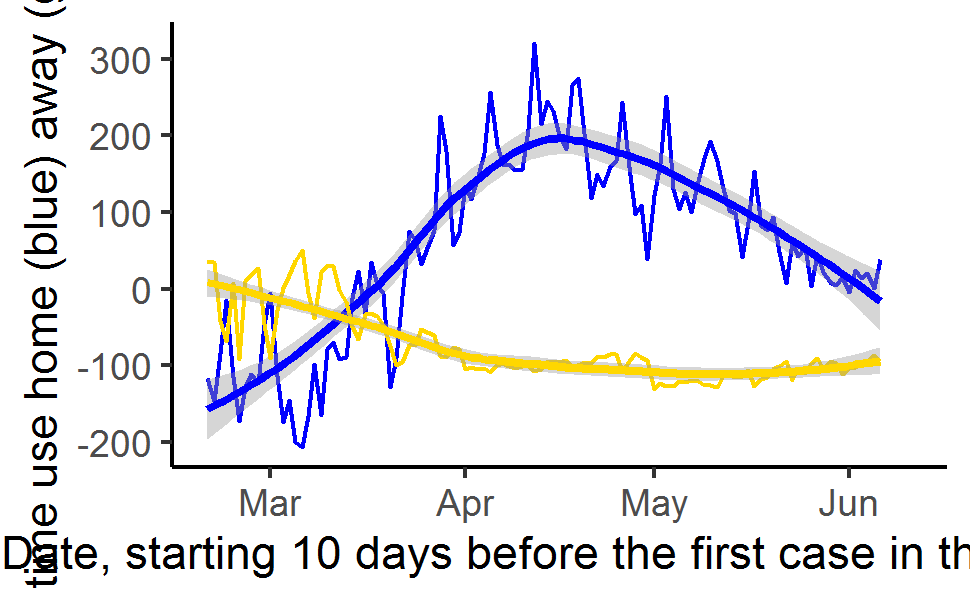 time use home (blue) away (
300
200
100
0
-100
-200
Mar Apr May Jun
Date, starting 10 days before the first case in th